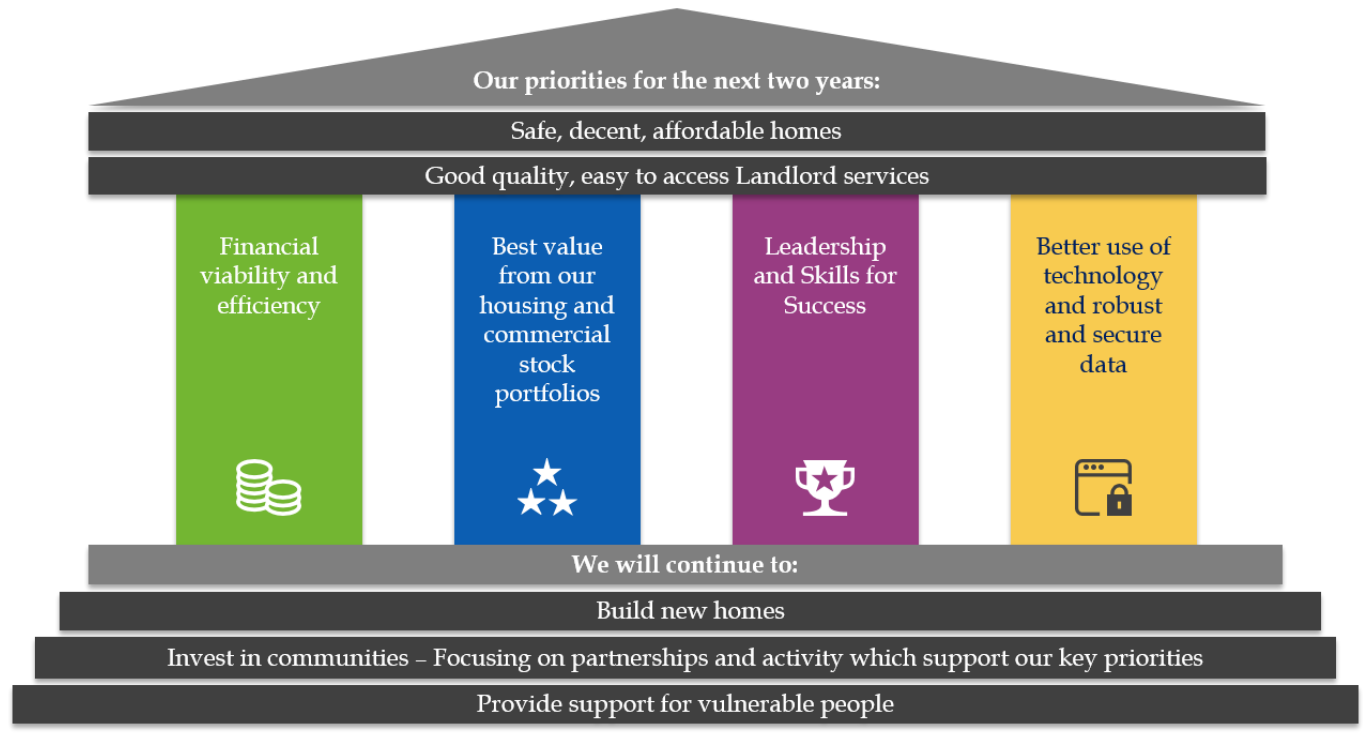 Our priorities for the next two years:
Safe, decent, affordable homes
Good quality, easy to access Landlord services
Financial
viability and
efficiency
Best value
from our
housing and
commercial
stock
portfolios
Leadership
and Skills for
Success
Better use of
technology
and robust
and secure
data
We will continue to:
Build new homes
Invest in communities – Focusing on partnerships and activity which support our key priorities
Provide support for vulnerable people